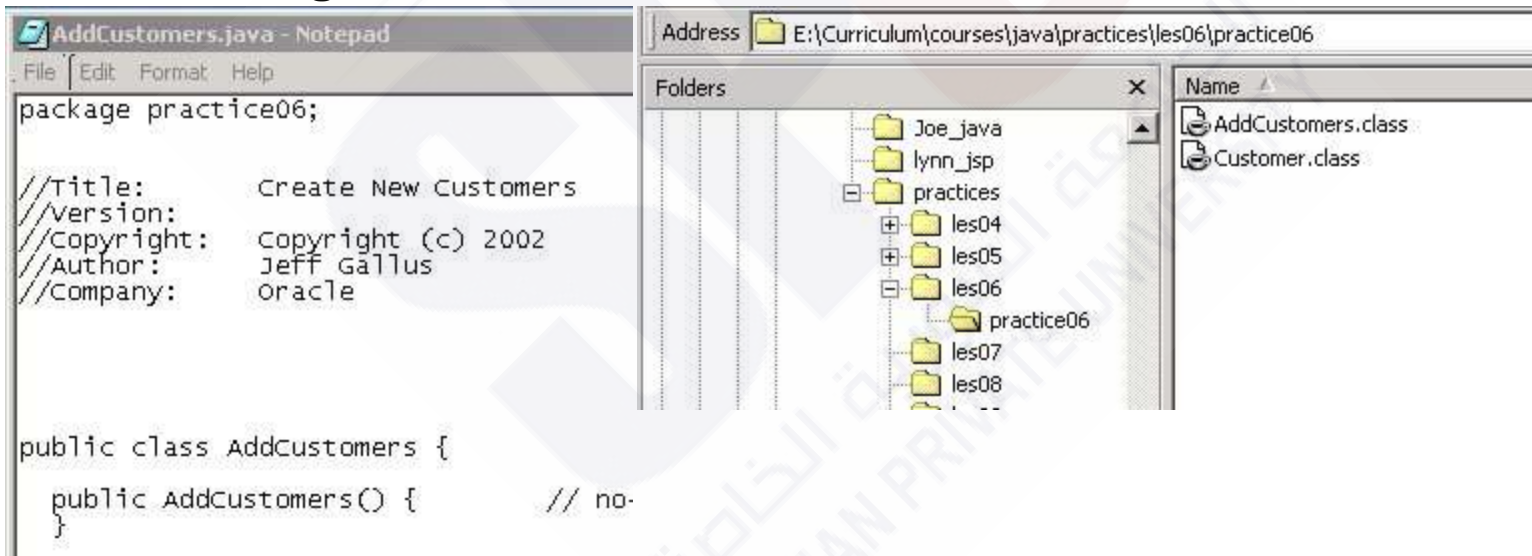 AddCustomers.java - Notepad
File Edit Format Help
package practice06;
//Title: Create New Customers
//Version:
//Copyright: Copyright (c) 2002
//Author: Jeff Gallus
//Company: Oracle
public class AddCustomers {
public AddCustomers() { // no-
}
Address E:\Curriculum\courses\java\practices\les06\practice06
Folders x
Joe_java
lynn_jsp
practices
les04
les05
les06
practice06
les07
les08
Name
AddCustomers.class
Customer.class